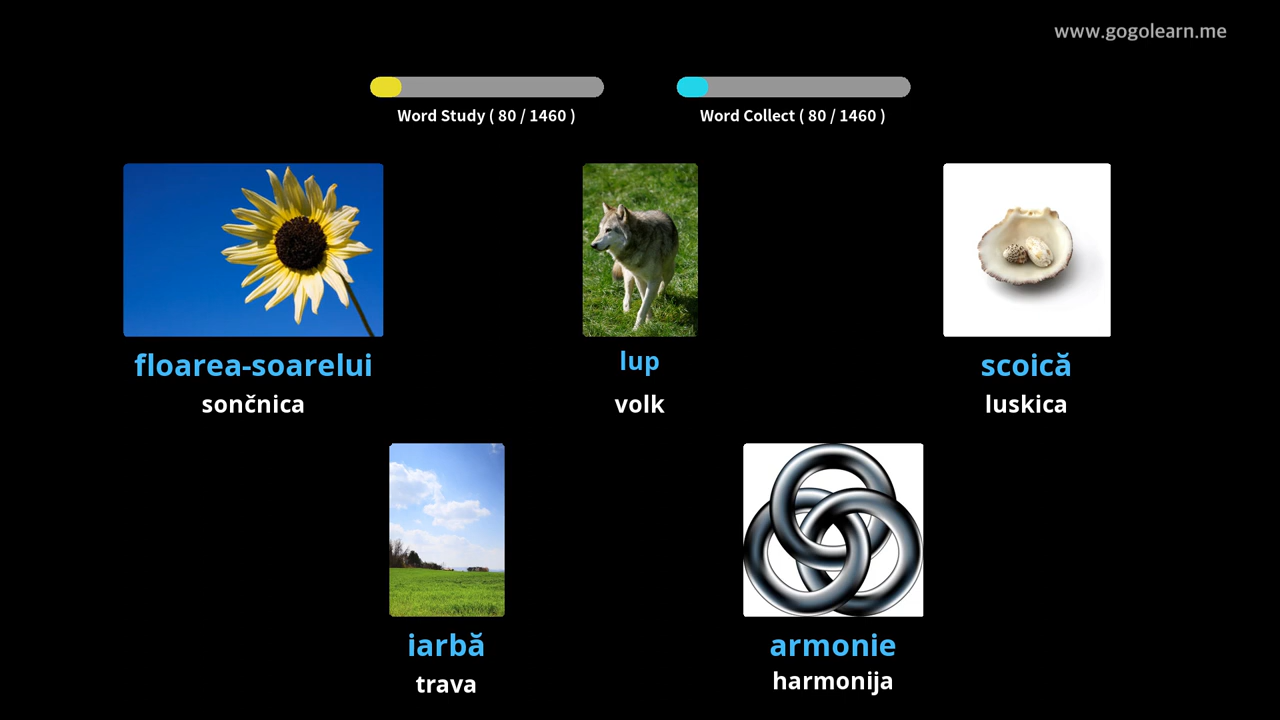 www.gogolearn.me
Word Study ( 80 / 1460 )
Word Collect ( 80 / 1460 )
floarea-soarelui
sončnica
lup
volk
scoică
luskica
iarbă
trava
armonie
harmonija